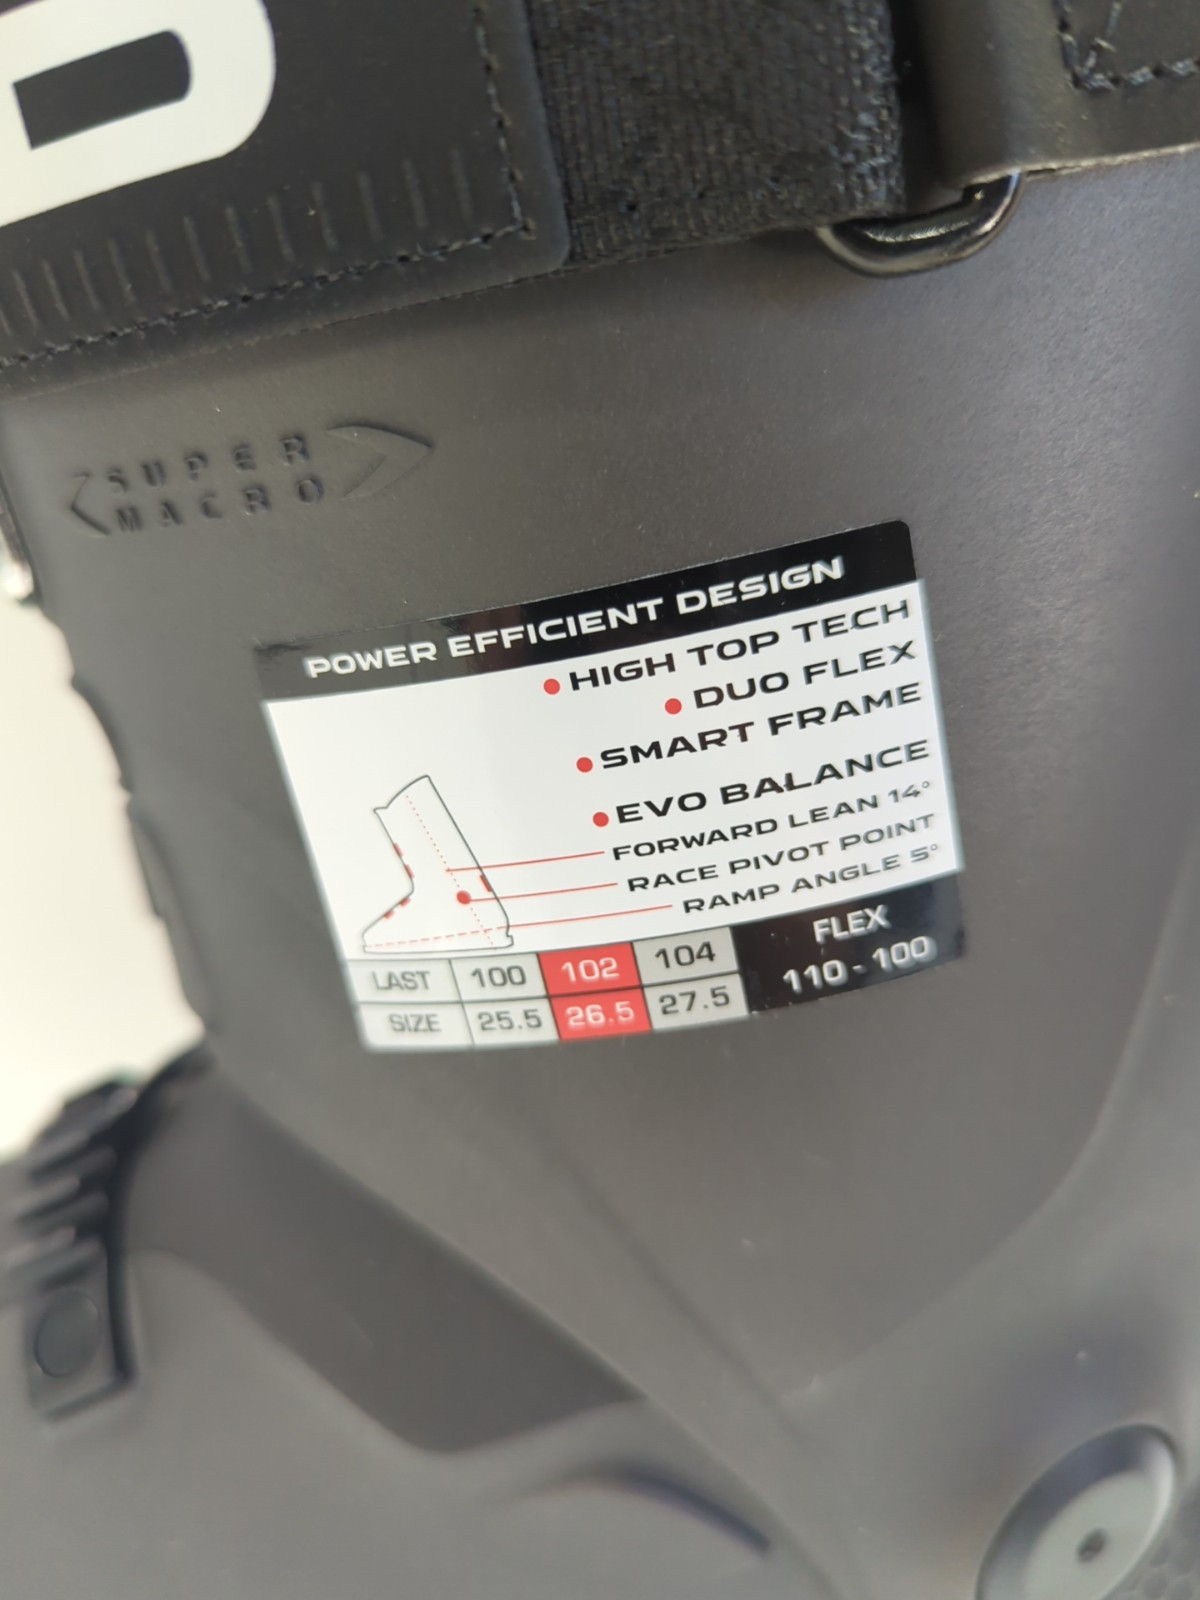 D
SUPER
MACRO
POWER EFFICIENT DESIGN
HIGH TOP TECH
DUO FLEX
SMART FRAME
EVO BALANCE
FORWARD LEAN 14°
RACE PIVOT POINT
RAMP ANGLE 5°
LAST 100 102 104
SIZE 25.5 26.5 27.5
FLEX
110 - 100